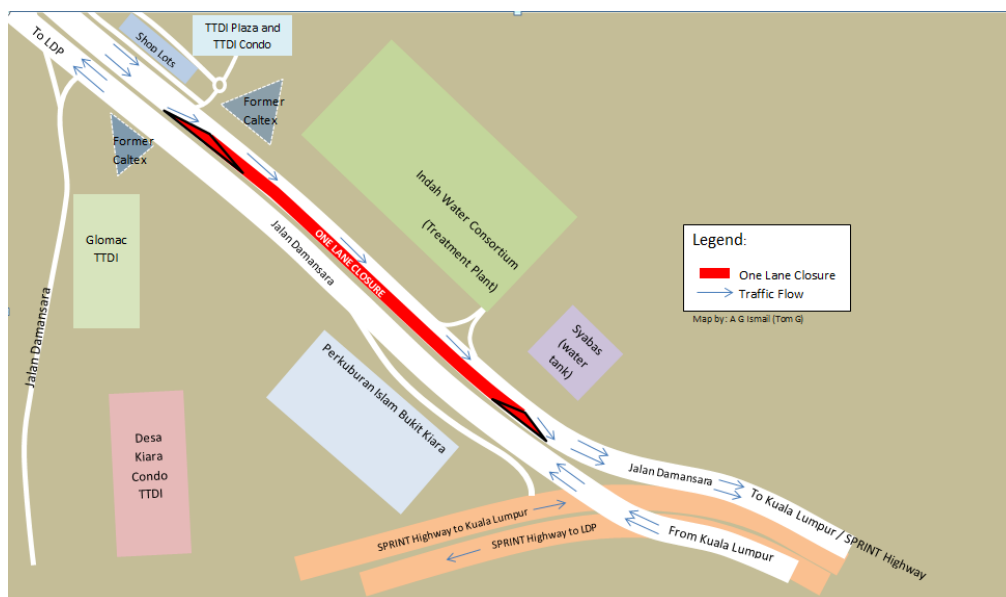 To LDP
Shop Lots
TTDI Plaza and
TTDI Condo
Former
Caltex
Former
Caltex
Indah Water Consortium
(Treatment Plant)
Glomac
TTDI
Jalan Damansara
ONE LANE CLOSURE
Jalan Damansara
Legend:
One Lane Closure
Traffic Flow
Map by: A G Ismail (Tom G)
Syabas
(water
tank)
Perkuburan Islam Bukit Kiara
Desa
Kiara
Condo
TTDI
Jalan Damansara
To Kuala Lumpur / SPRINT Highway
SPRINT Highway to Kuala Lumpur
SPRINT Highway to LDP
From Kuala Lumpur